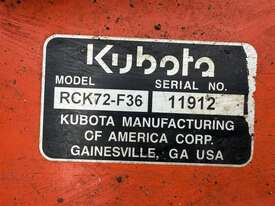 Kubota
MODEL SERIAL NO.
RCK72-F36 11912
KUBOTA MANUFACTURING
OF AMERICA CORP.
GAINESVILLE, GA USA